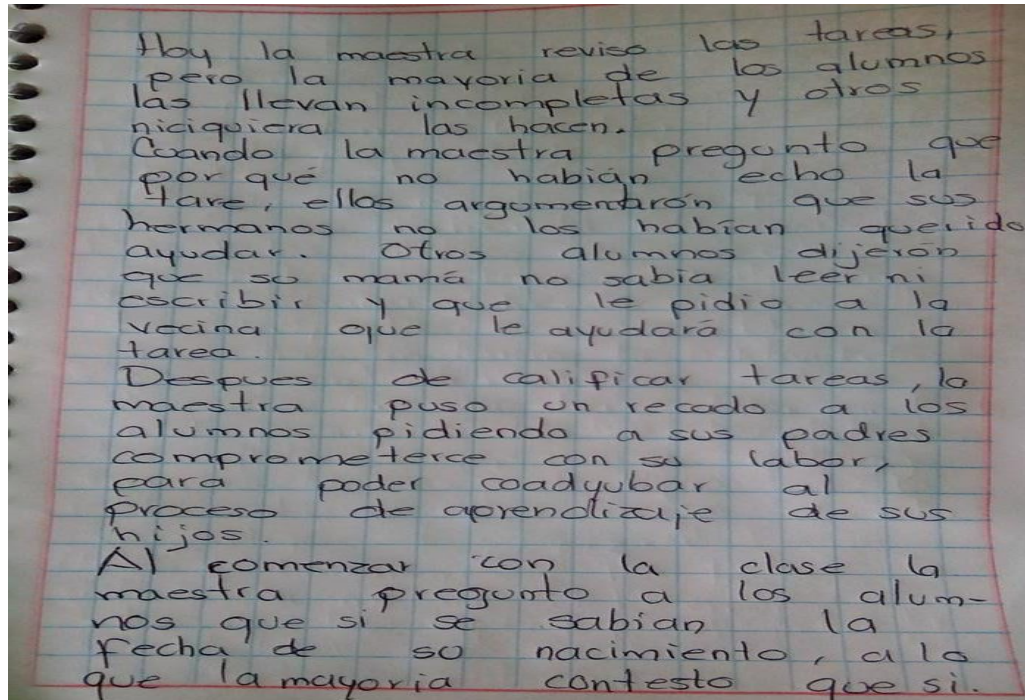 Hoy la maestra reviso las tareas,
pero la mayoria de los alumnos
las llevan incompletas y otros
niciquiera las hacen.
Cuando la maestra pregunto que
por qué no habián echo la
tare, ellos argumentarón que sus
hermanos no los habían querido
ayudar. Otros alumnos dijerón
que su mamá no sabia leer ni
escribir y que le pidio a la
vecina que le ayudará con la
tarea.
Despues de calificar tareas, la
maestra puso un recado a los
alumnos pidiendo a sus padres
comprometerce con su labor,
para poder coadyubar al
proceso de aprendizaje de sus
hijos.
Al comenzar con la clase la
maestra pregunto a los alum-
nos que si se sabian la
fecha de su nacimiento, a lo
que la mayoria contesto que si.